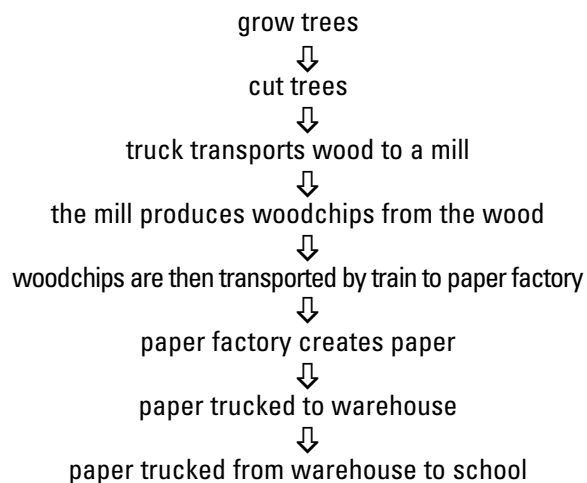 grow trees
⇩
cut trees
⇩
truck transports wood to a mill
⇩
the mill produces woodchips from the wood
⇩
woodchips are then transported by train to paper factory
⇩
paper factory creates paper
⇩
paper trucked to warehouse
⇩
paper trucked from warehouse to school